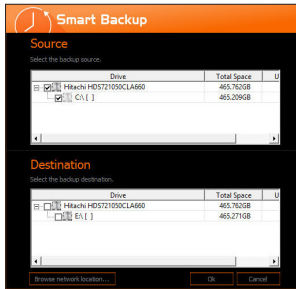 Smart Backup
Source
Select the backup source.
Drive Total Space U
Hitachi HDS721050CLA660 465.762GB
C:\ [ ] 465.209GB
Destination
Select the backup destination.
Drive Total Space U
Hitachi HDS721050CLA660 465.762GB
E:\ [ ] 465.271GB
Browse network location... Ok Cancel